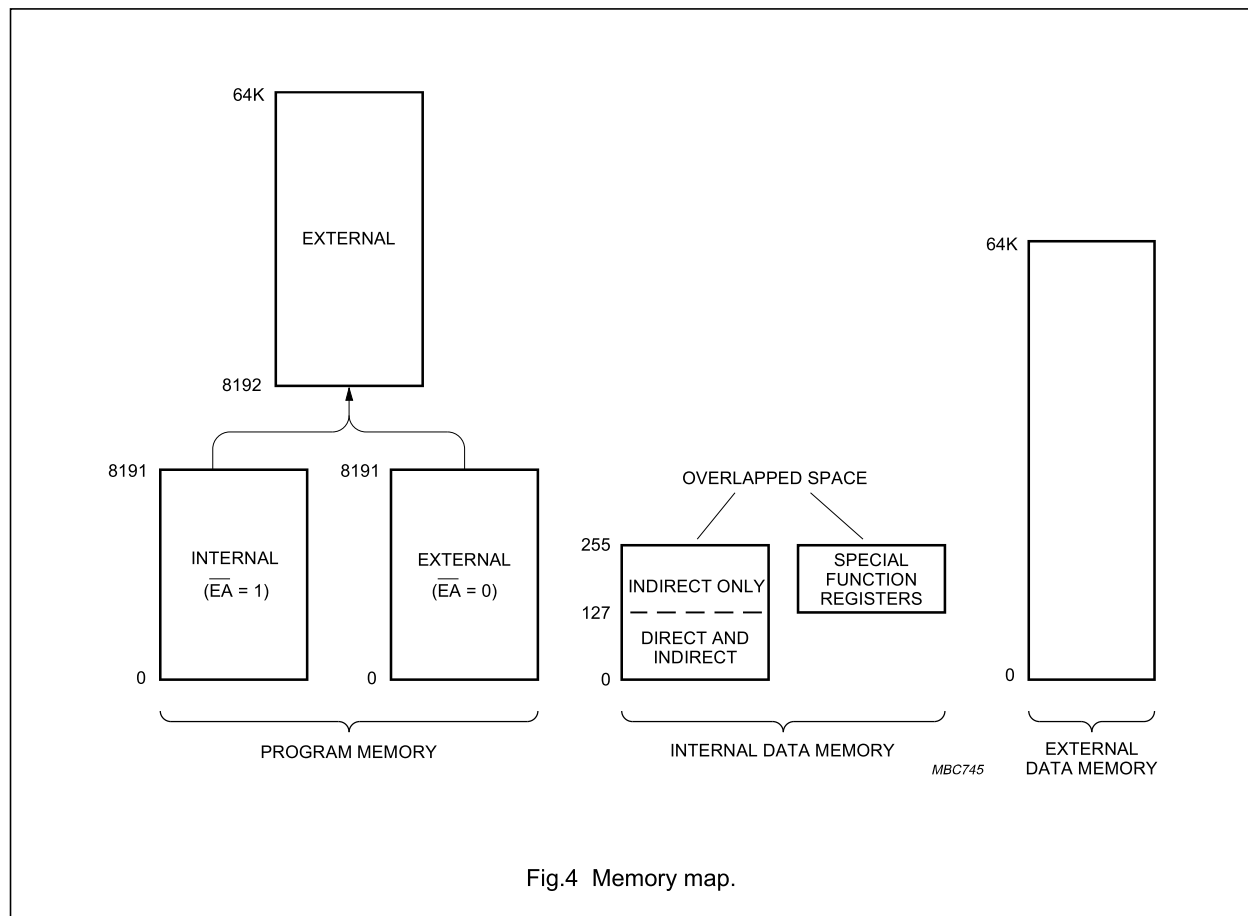 64K
EXTERNAL
8192
8191
INTERNAL
(E̅A̅ = 1)
0
8191
EXTERNAL
(E̅A̅ = 0)
0
PROGRAM MEMORY
OVERLAPPED SPACE
255
INDIRECT ONLY
127
DIRECT AND
INDIRECT
0
SPECIAL
FUNCTION
REGISTERS
INTERNAL DATA MEMORY
64K
0
EXTERNAL
DATA MEMORY
MBC745
Fig.4 Memory map.